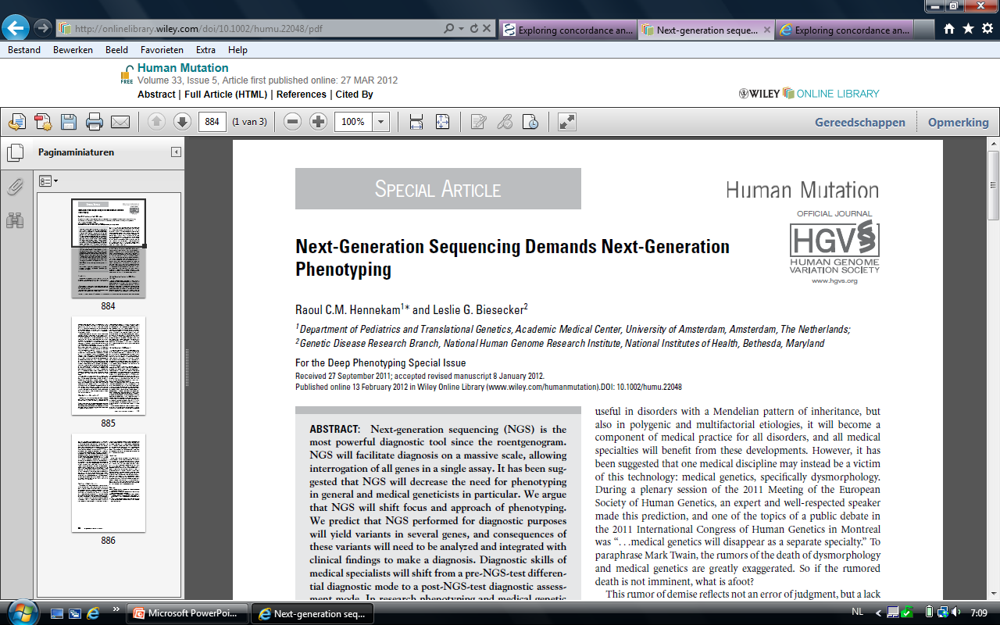 http://onlinelibrary.wiley.com/doi/10.1002/humu.22048/pdf
Exploring concordance an...
Next-generation seque...
Exploring concordance an...
Bestand Bewerken Beeld Favorieten Extra Help
FREE
Human Mutation
Volume 33, Issue 5, Article first published online: 27 MAR 2012
Abstract | Full Article (HTML) | References | Cited By
WILEY ONLINE LIBRARY
884 (1 van 3) 100% Gereedschappen Opmerking
Paginaminiaturen
884
885
886
SPECIAL ARTICLE
Human Mutation
OFFICIAL JOURNAL
HGVS
HUMAN GENOME
VARIATION SOCIETY
www.hgvs.org
Next-Generation Sequencing Demands Next-Generation
Phenotyping
Raoul C.M. Hennekam1* and Leslie G. Biesecker2
1Department of Pediatrics and Translational Genetics, Academic Medical Center, University of Amsterdam, Amsterdam, The Netherlands;
2Genetic Disease Research Branch, National Human Genome Research Institute, National Institutes of Health, Bethesda, Maryland
For the Deep Phenotyping Special Issue
Received 27 September 2011; accepted revised manuscript 8 January 2012.
Published online 13 February 2012 in Wiley Online Library (www.wiley.com/humanmutation).DOI: 10.1002/humu.22048
ABSTRACT: Next-generation sequencing (NGS) is the
most powerful diagnostic tool since the roentgenogram.
NGS will facilitate diagnosis on a massive scale, allowing
interrogation of all genes in a single assay. It has been sug-
gested that NGS will decrease the need for phenotyping
in general and medical geneticists in particular. We argue
that NGS will shift focus and approach of phenotyping.
We predict that NGS performed for diagnostic purposes
will yield variants in several genes, and consequences of
these variants will need to be analyzed and integrated with
clinical findings to make a diagnosis. Diagnostic skills of
medical specialists will shift from a pre-NGS-test differen-
tial diagnostic mode to a post-NGS-test diagnostic assess-
ment mode. In research phenotyping and medical genetic
useful in disorders with a Mendelian pattern of inheritance, but
also in polygenic and multifactorial etiologies, it will become a
component of medical practice for all disorders, and all medical
specialties will benefit from these developments. However, it has
been suggested that one medical discipline may instead be a victim
of this technology: medical genetics, specifically dysmorphology.
During a plenary session of the 2011 Meeting of the European
Society of Human Genetics, an expert and well-respected speaker
made this prediction, and one of the topics of a public debate in
the 2011 International Congress of Human Genetics in Montreal
was “. . .medical genetics will disappear as a separate specialty.” To
paraphrase Mark Twain, the rumors of the death of dysmorphology
and medical genetics are greatly exaggerated. So if the rumored
death is not imminent, what is afoot?
This rumor of demise reflects not an error of judgment, but a lack
Microsoft PowerPoi...
Next-generation seq...
NL
7:09